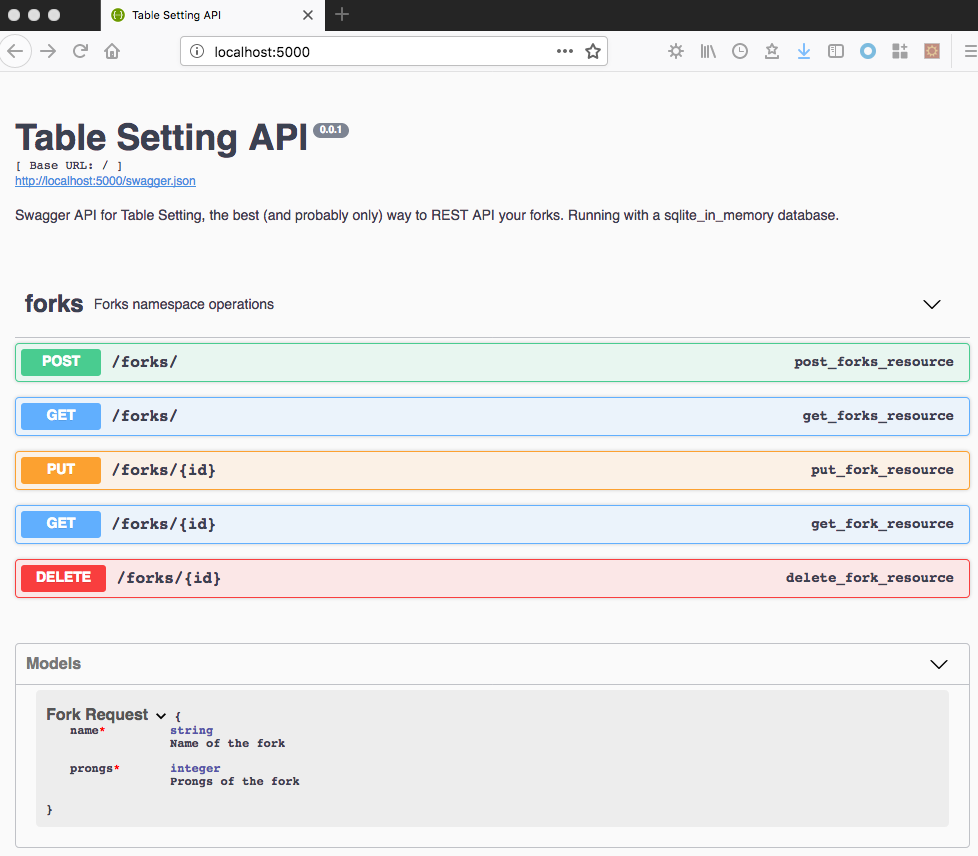 Table Setting API
localhost:5000
Table Setting API 0.0.1
[ Base URL: / ]
http://localhost:5000/swagger.json
Swagger API for Table Setting, the best (and probably only) way to REST API your forks. Running with a sqlite_in_memory database.
forks Forks namespace operations
POST /forks/ post_forks_resource
GET /forks/ get_forks_resource
PUT /forks/{id} put_fork_resource
GET /forks/{id} get_fork_resource
DELETE /forks/{id} delete_fork_resource
Models
Fork Request {
name* string
Name of the fork
prongs* integer
Prongs of the fork
}